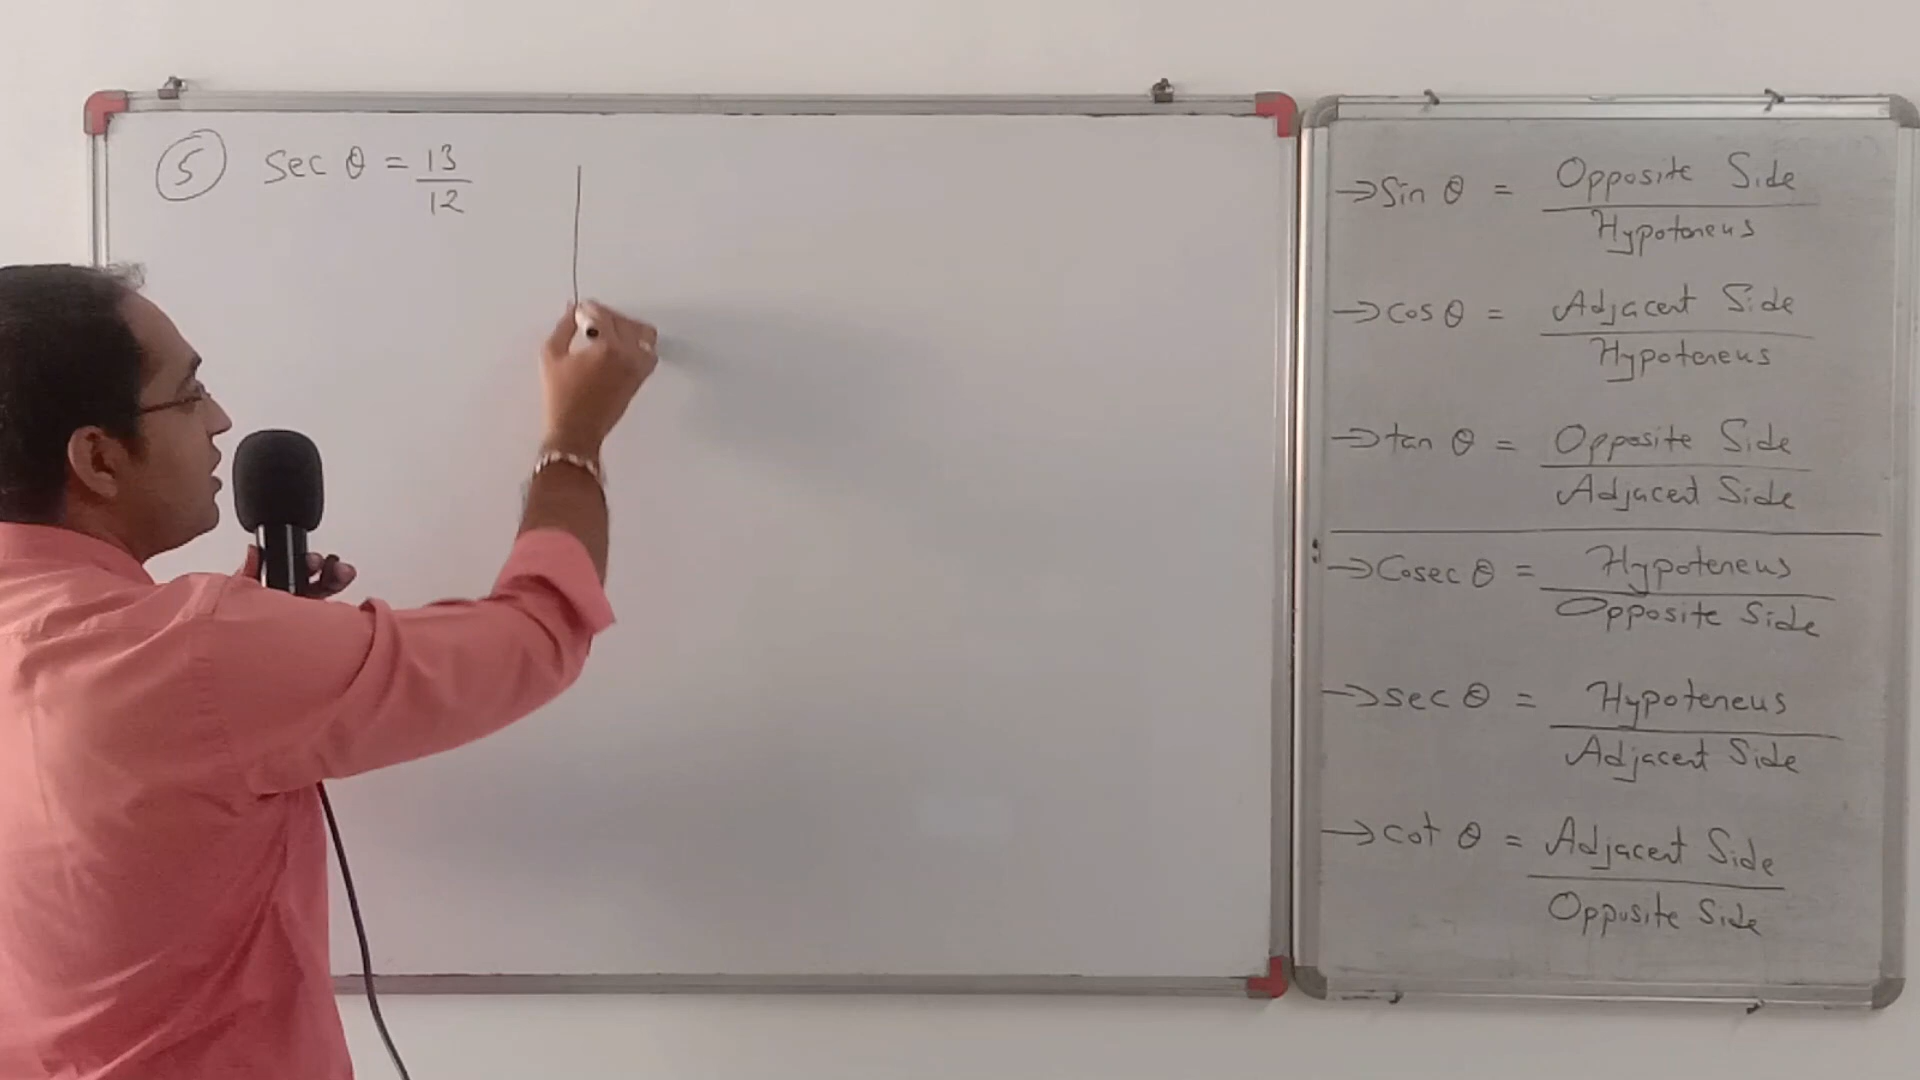 5 Sec θ = 13/12
→ Sin θ = Opposite Side / Hypoteneus
→ Cos θ = Adjacent Side / Hypoteneus
→ tan θ = Opposite Side / Adjacent Side
→ Cosec θ = Hypoteneus / Opposite Side
→ Sec θ = Hypoteneus / Adjacent Side
→ Cot θ = Adjacent Side / Opposite Side